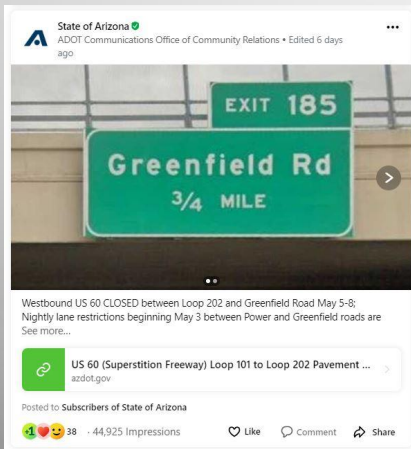 State of Arizona
ADOT Communications Office of Community Relations • Edited 6 days
ago
EXIT 185
Greenfield Rd
3/4 MILE
Westbound US 60 CLOSED between Loop 202 and Greenfield Road May 5-8;
Nightly lane restrictions beginning May 3 between Power and Greenfield roads are
See more...
US 60 (Superstition Freeway) Loop 101 to Loop 202 Pavement ...
azdot.gov
Posted to Subscribers of State of Arizona
+1 38 · 44,925 Impressions Like Comment Share